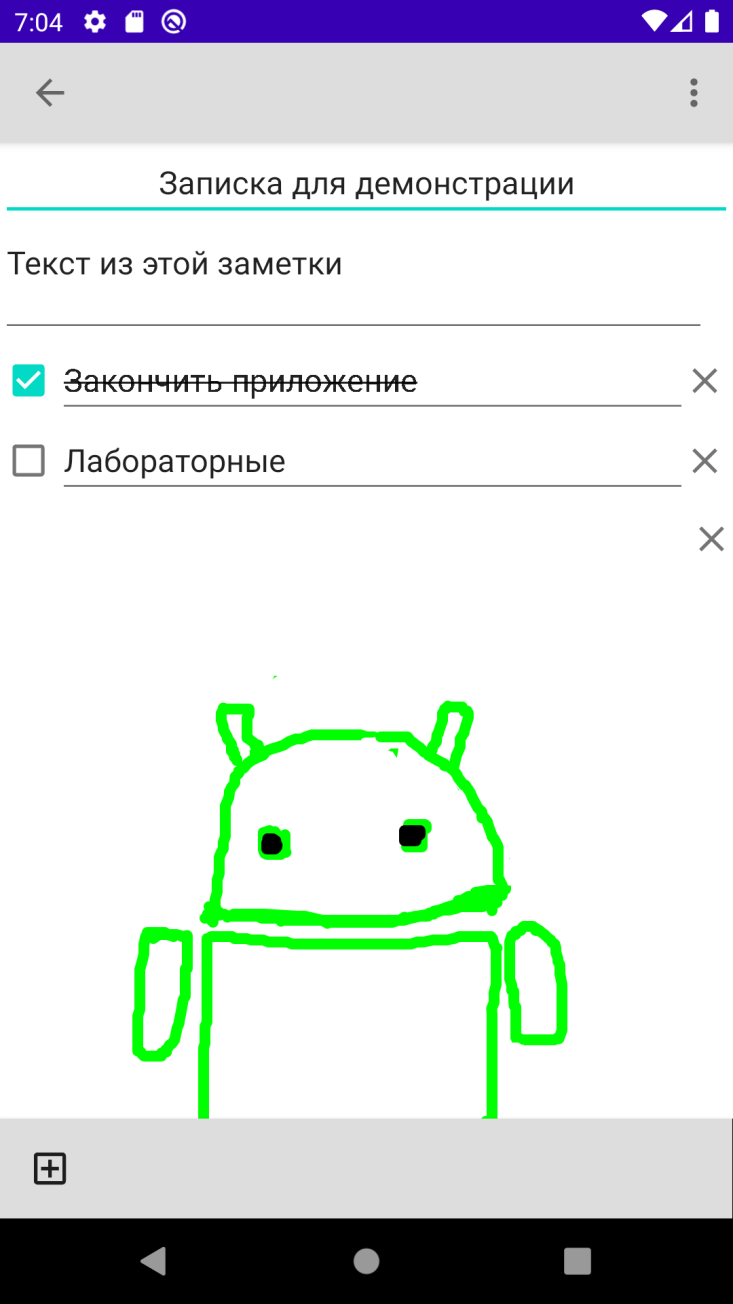 7:04
Записка для демонстрации
Текст из этой заметки
Закончить приложение
Лабораторные